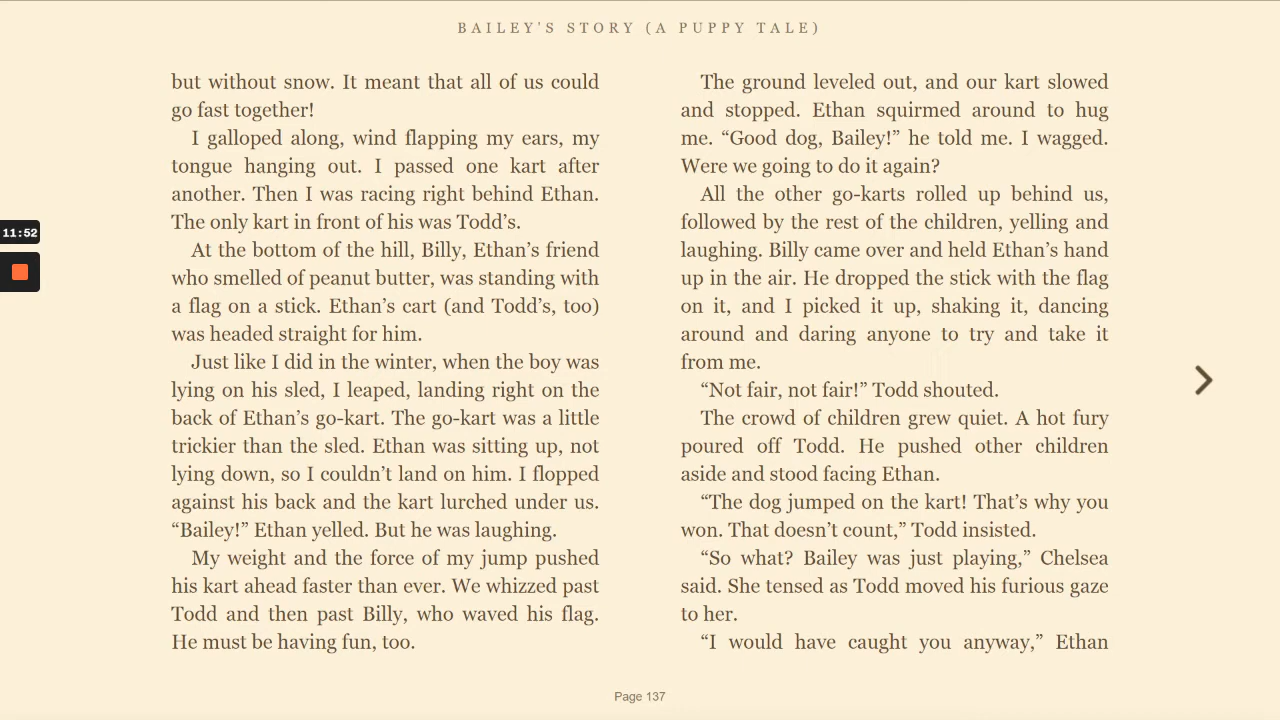 BAILEY'S STORY (A PUPPY TALE)
but without snow. It meant that all of us could
go fast together!
I galloped along, wind flapping my ears, my
tongue hanging out. I passed one kart after
another. Then I was racing right behind Ethan.
The only kart in front of his was Todd’s.
At the bottom of the hill, Billy, Ethan’s friend
who smelled of peanut butter, was standing with
a flag on a stick. Ethan’s cart (and Todd’s, too)
was headed straight for him.
Just like I did in the winter, when the boy was
lying on his sled, I leaped, landing right on the
back of Ethan’s go-kart. The go-kart was a little
trickier than the sled. Ethan was sitting up, not
lying down, so I couldn’t land on him. I flopped
against his back and the kart lurched under us.
“Bailey!” Ethan yelled. But he was laughing.
My weight and the force of my jump pushed
his kart ahead faster than ever. We whizzed past
Todd and then past Billy, who waved his flag.
He must be having fun, too.
The ground leveled out, and our kart slowed
and stopped. Ethan squirmed around to hug
me. “Good dog, Bailey!” he told me. I wagged.
Were we going to do it again?
All the other go-karts rolled up behind us,
followed by the rest of the children, yelling and
laughing. Billy came over and held Ethan’s hand
up in the air. He dropped the stick with the flag
on it, and I picked it up, shaking it, dancing
around and daring anyone to try and take it
from me.
“Not fair, not fair!” Todd shouted.
The crowd of children grew quiet. A hot fury
poured off Todd. He pushed other children
aside and stood facing Ethan.
“The dog jumped on the kart! That’s why you
won. That doesn’t count,” Todd insisted.
“So what? Bailey was just playing,” Chelsea
said. She tensed as Todd moved his furious gaze
to her.
“I would have caught you anyway,” Ethan
11:52
Page 137